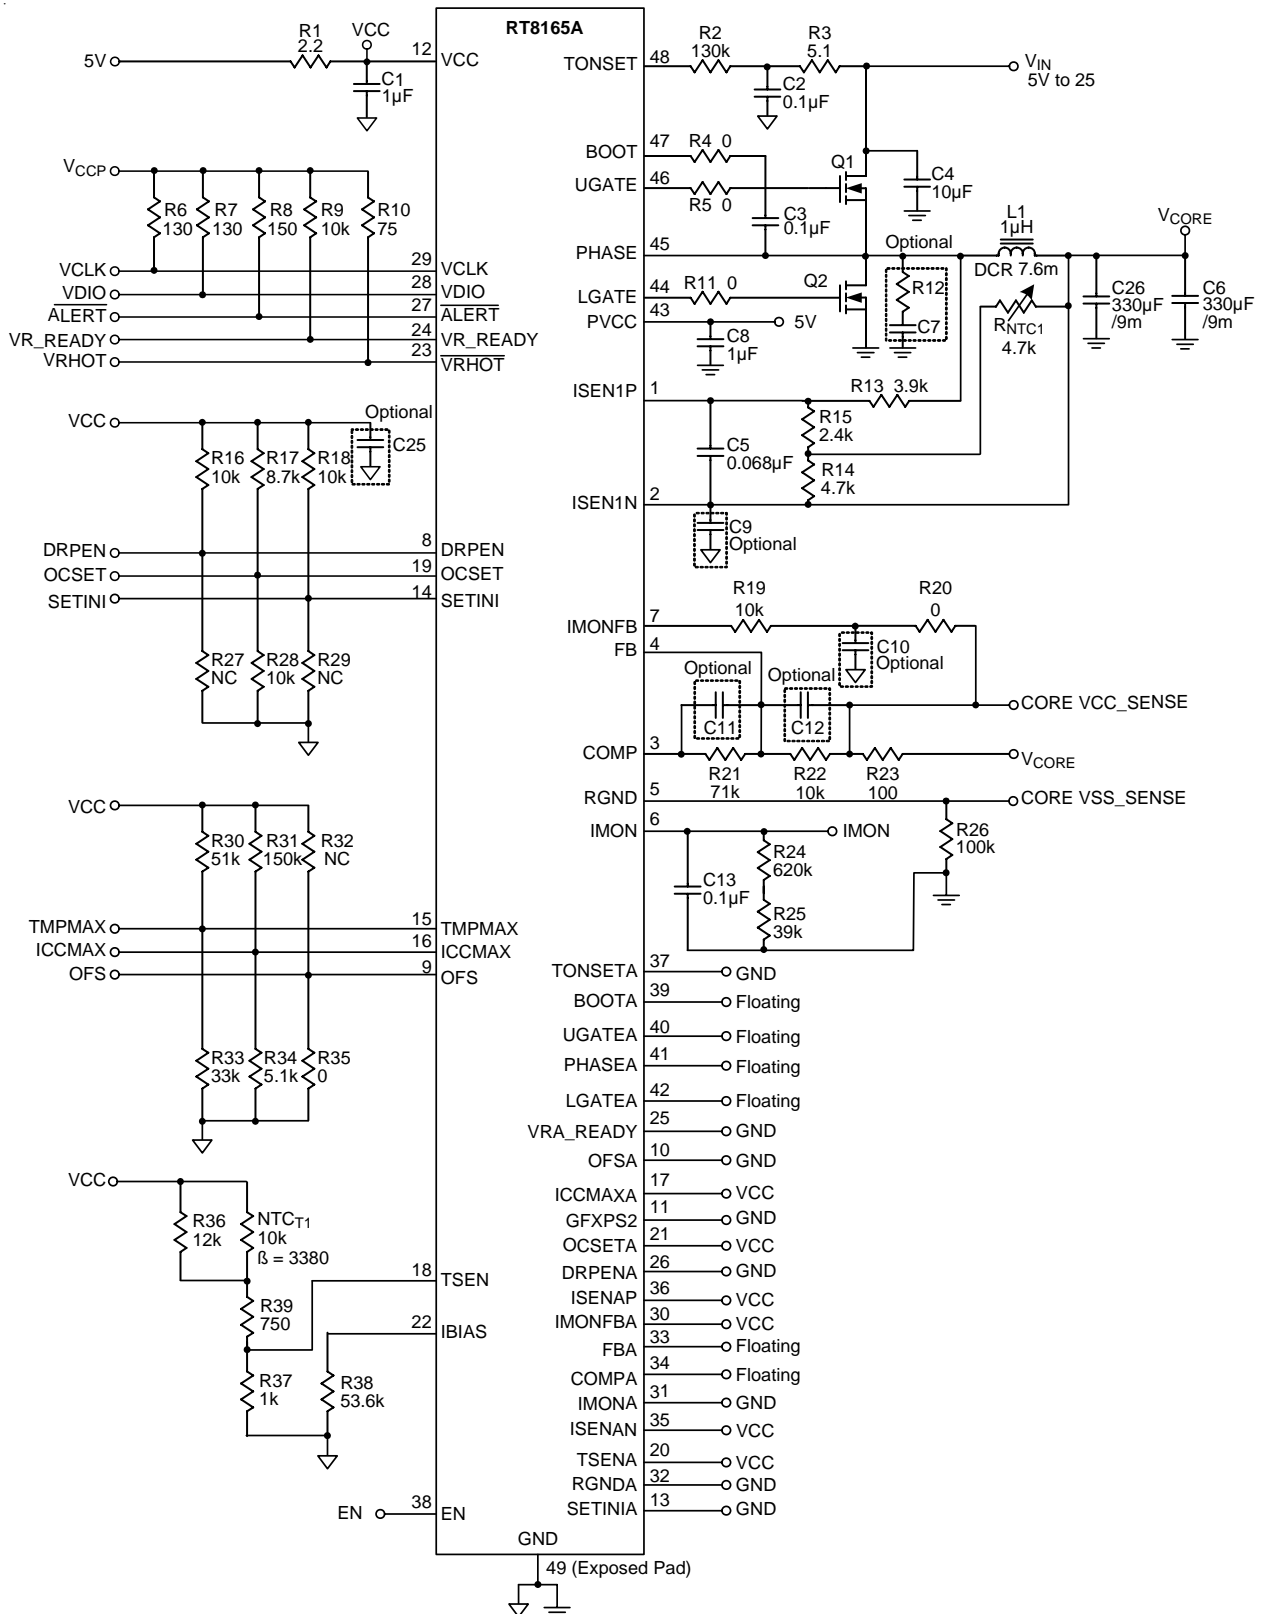 RT8165A
R1
2.2
VCC
5V
12
VCC
C1
1µF
TONSET
48
R2
130k
R3
5.1
C2
0.1µF
VIN
5V to 25
VCCP
R6
130
R7
130
R8
150
R9
10k
R10
75
BOOT
47
R4 0
UGATE
46
R5 0
Q1
C4
10µF
C3
0.1µF
PHASE
45
Optional
L1
1µH
DCR 7.6m
VCORE
VCLK
29
VCLK
VDIO
28
VDIO
ALERT
27
ALERT
VR_READY
24
VR_READY
VRHOT
23
VRHOT
LGATE
44
R11 0
Q2
R12
C7
PVCC
43
5V
C8
1µF
RNTC1
4.7k
C26
330µF
/9m
C6
330µF
/9m
ISEN1P
1
R13 3.9k
R15
2.4k
C5
0.068µF
R14
4.7k
ISEN1N
2
C9
Optional
VCC
Optional
C25
R16
10k
R17
8.7k
R18
10k
DRPEN
8
DRPEN
OCSET
19
OCSET
SETINI
14
SETINI
R27
NC
R28
10k
R29
NC
IMONFB
7
R19
10k
R20
0
C10
Optional
FB
4
Optional
C11
Optional
C12
CORE VCC_SENSE
COMP
3
R21
71k
R22
10k
R23
100
VCORE
RGND
5
CORE VSS_SENSE
IMON
6
IMON
R26
100k
C13
0.1µF
R24
620k
R25
39k
VCC
R30
51k
R31
150k
R32
NC
TMPMAX
15
TMPMAX
ICCMAX
16
ICCMAX
OFS
9
OFS
R33
33k
R34
5.1k
R35
0
TONSETA
37
GND
BOOTA
39
Floating
UGATEA
40
Floating
PHASEA
41
Floating
LGATEA
42
Floating
VRA_READY
25
GND
OFSA
10
GND
ICCMAXA
17
VCC
GFXPS2
11
GND
OCSETA
21
VCC
DRPENA
26
GND
ISENAP
36
VCC
IMONFBA
30
VCC
FBA
33
Floating
COMPA
34
Floating
IMONA
31
GND
ISENAN
35
VCC
TSENA
20
VCC
RGNDA
32
GND
SETINIA
13
GND
VCC
R36
12k
NTCT1
10k
ß = 3380
18
TSEN
R39
750
22
IBIAS
R37
1k
R38
53.6k
EN
38
EN
GND
49 (Exposed Pad)